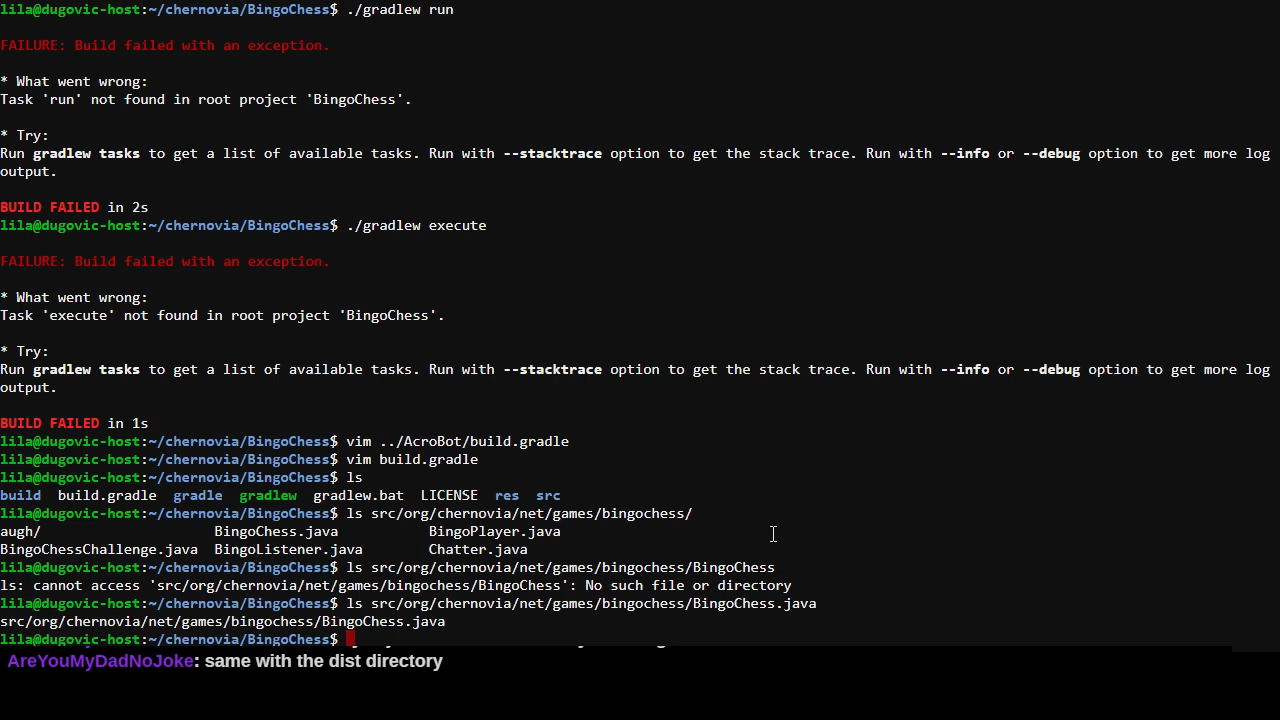 lila@dugovic-host:~/chernovia/BingoChess$ ./gradlew run
FAILURE: Build failed with an exception.
* What went wrong:
Task 'run' not found in root project 'BingoChess'.
* Try:
Run gradlew tasks to get a list of available tasks. Run with --stacktrace option to get the stack trace. Run with --info or --debug option to get more log
output.
BUILD FAILED in 2s
lila@dugovic-host:~/chernovia/BingoChess$ ./gradlew execute
FAILURE: Build failed with an exception.
* What went wrong:
Task 'execute' not found in root project 'BingoChess'.
* Try:
Run gradlew tasks to get a list of available tasks. Run with --stacktrace option to get the stack trace. Run with --info or --debug option to get more log
output.
BUILD FAILED in 1s
lila@dugovic-host:~/chernovia/BingoChess$ vim ../AcroBot/build.gradle
lila@dugovic-host:~/chernovia/BingoChess$ vim build.gradle
lila@dugovic-host:~/chernovia/BingoChess$ ls
build build.gradle gradle gradlew gradlew.bat LICENSE res src
lila@dugovic-host:~/chernovia/BingoChess$ ls src/org/chernovia/net/games/bingochess/
augh/ BingoChess.java BingoPlayer.java
BingoChessChallenge.java BingoListener.java Chatter.java
lila@dugovic-host:~/chernovia/BingoChess$ ls src/org/chernovia/net/games/bingochess/BingoChess
ls: cannot access 'src/org/chernovia/net/games/bingochess/BingoChess': No such file or directory
lila@dugovic-host:~/chernovia/BingoChess$ ls src/org/chernovia/net/games/bingochess/BingoChess.java
src/org/chernovia/net/games/bingochess/BingoChess.java
lila@dugovic-host:~/chernovia/BingoChess$
AreYouMyDadNoJoke: same with the dist directory